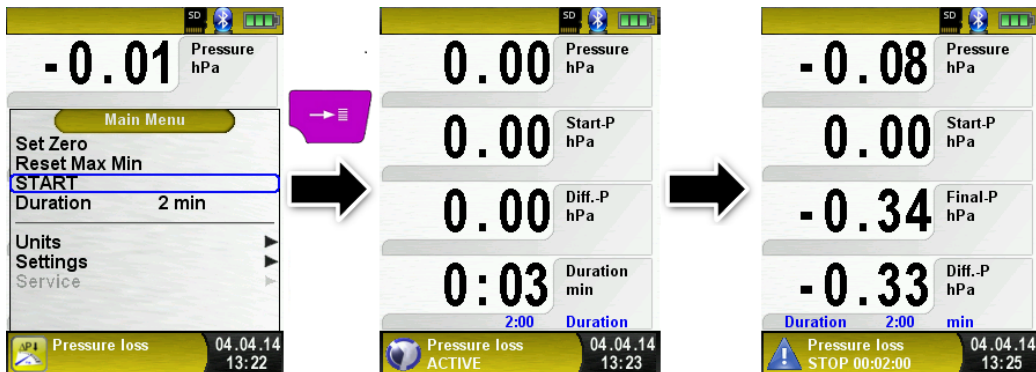 SD
- 0 . 01 Pressure
hPa
Main Menu
Set Zero
Reset Max Min
START
Duration 2 min
Units
Settings
Service
ΔP↓ Pressure loss 04.04.14
13:22
SD
0 . 00 Pressure
hPa
0 . 00 Start-P
hPa
0 . 00 Diff.-P
hPa
0 : 03 Duration
min
2:00 Duration
Pressure loss 04.04.14
ACTIVE 13:23
SD
- 0 . 08 Pressure
hPa
0 . 00 Start-P
hPa
- 0 . 34 Final-P
hPa
- 0 . 33 Diff.-P
hPa
Duration 2:00 min
Pressure loss 04.04.14
STOP 00:02:00 13:25